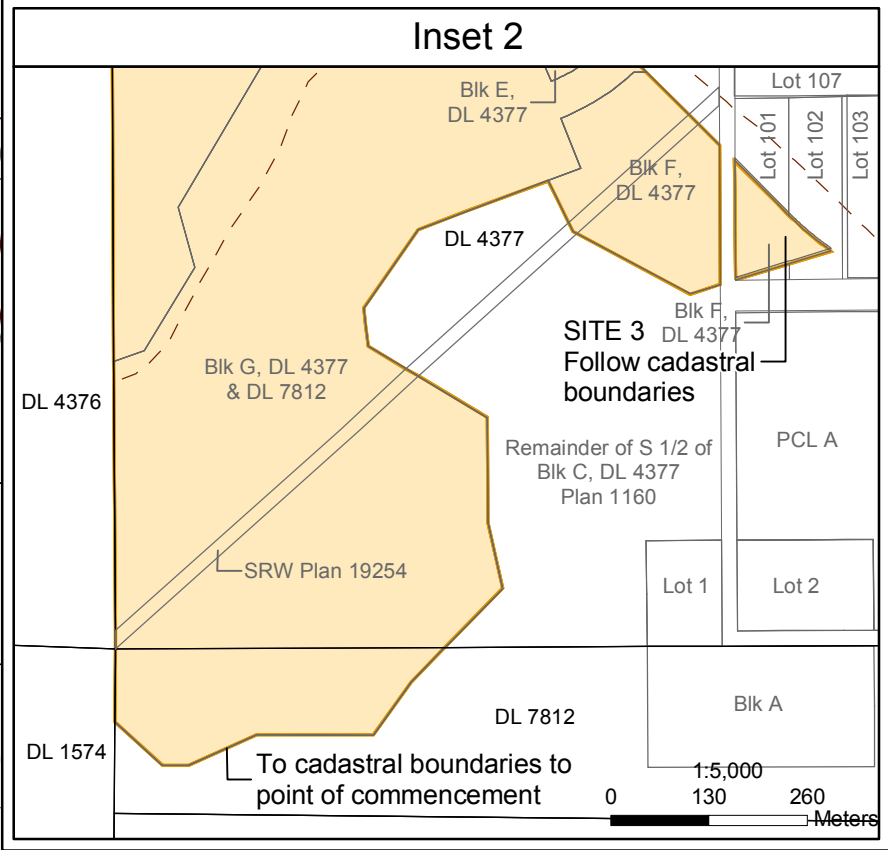 Inset 2
Lot 107
Blk E,
DL 4377
Lot 101
Lot 102
Lot 103
Blk F,
DL 4377
DL 4377
Blk F,
DL 4377
SITE 3
Follow cadastral
boundaries
Blk G, DL 4377
& DL 7812
DL 4376
PCL A
Remainder of S 1/2 of
Blk C, DL 4377
Plan 1160
SRW Plan 19254
Lot 1
Lot 2
Blk A
DL 7812
DL 1574
To cadastral boundaries to
point of commencement
1:5,000
0 130 260
Meters